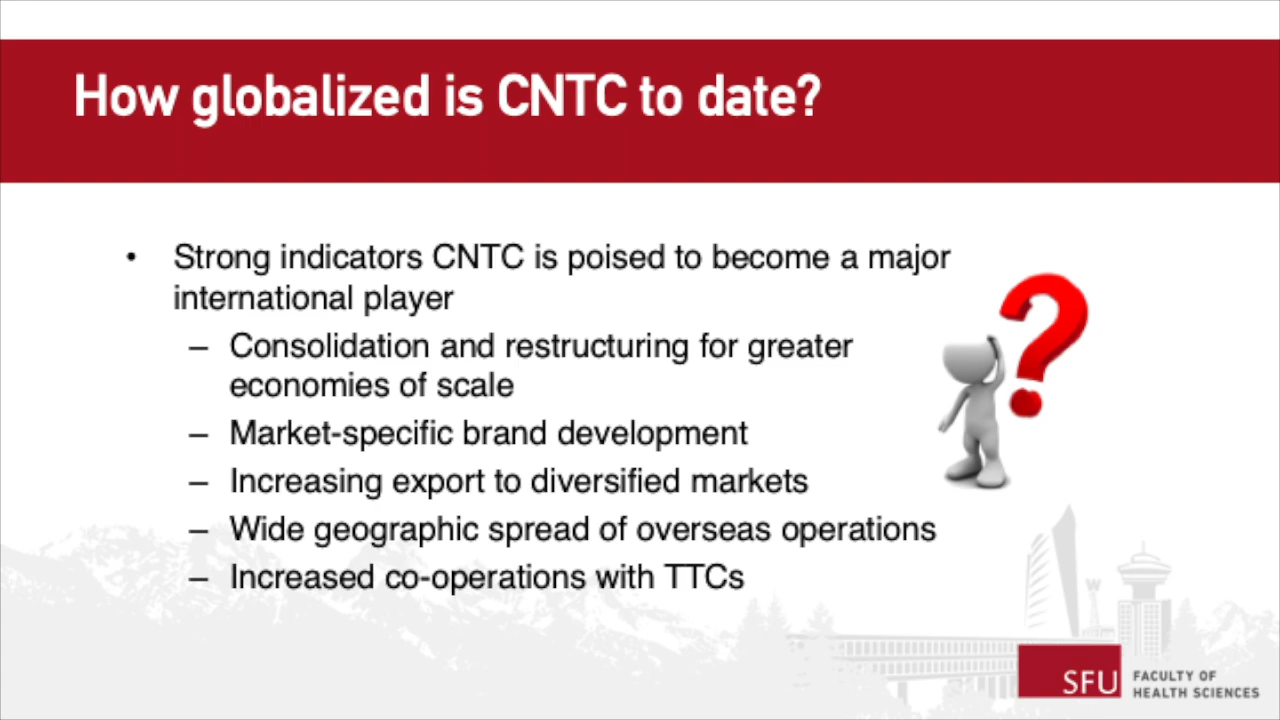 How globalized is CNTC to date?
• Strong indicators CNTC is poised to become a major
international player
– Consolidation and restructuring for greater
economies of scale
– Market-specific brand development
– Increasing export to diversified markets
– Wide geographic spread of overseas operations
– Increased co-operations with TTCs
?
SFU
FACULTY OF
HEALTH SCIENCES